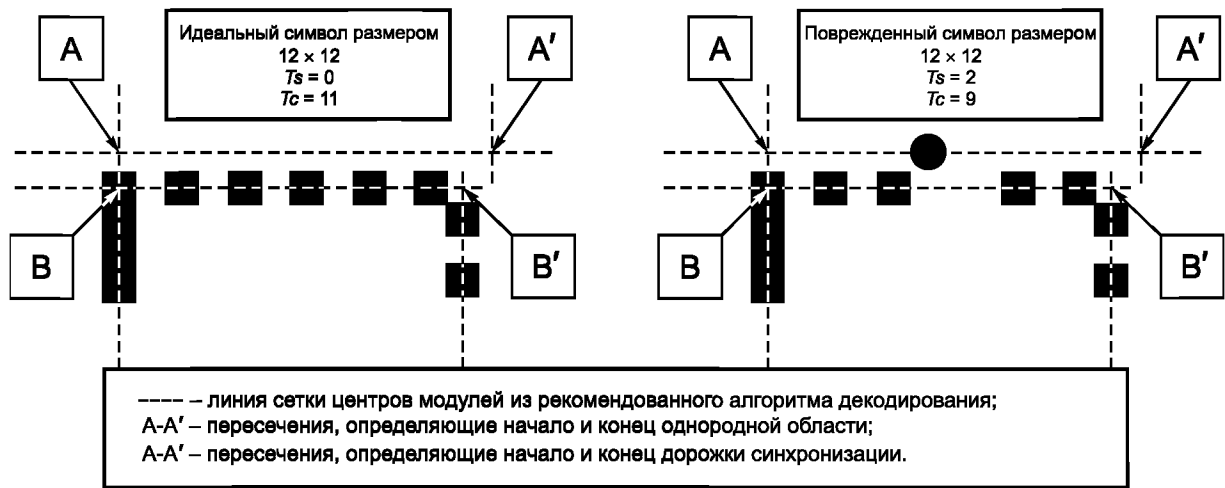 A
Идеальный символ размером
12 × 12
Ts = 0
Tc = 11
A′
A
Поврежденный символ размером
12 × 12
Ts = 2
Tc = 9
A′
B
B′
B
B′
---- – линия сетки центров модулей из рекомендованного алгоритма декодирования;
A-A′ – пересечения, определяющие начало и конец однородной области;
A-A′ – пересечения, определяющие начало и конец дорожки синхронизации.